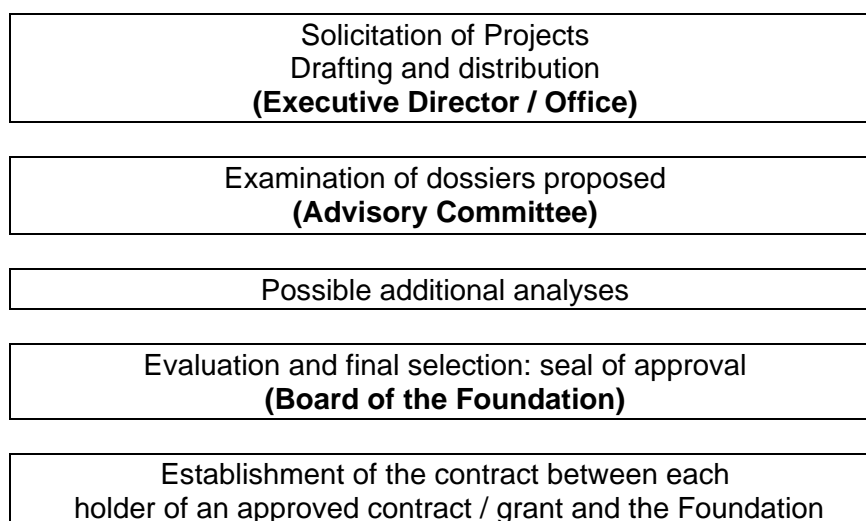 Solicitation of Projects
Drafting and distribution
(Executive Director / Office)
Examination of dossiers proposed
(Advisory Committee)
Possible additional analyses
Evaluation and final selection: seal of approval
(Board of the Foundation)
Establishment of the contract between each
holder of an approved contract / grant and the Foundation